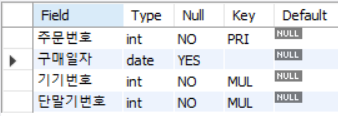 Field Type Null Key Default
주문번호 int NO PRI NULL
구매일자 date YES NULL
기기번호 int NO MUL NULL
단말기번호 int NO MUL NULL